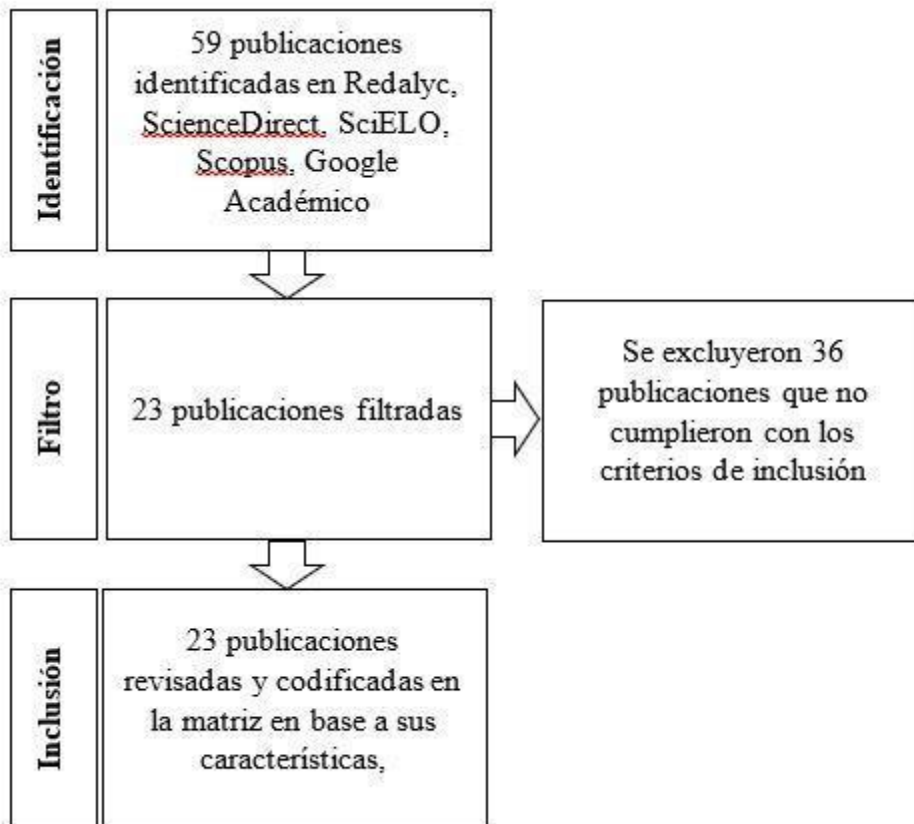 Identificación
59 publicaciones
identificadas en Redalyc,
ScienceDirect, SciELO,
Scopus, Google
Académico
Filtro
23 publicaciones filtradas
Se excluyeron 36
publicaciones que no
cumplieron con los
criterios de inclusión
Inclusión
23 publicaciones
revisadas y codificadas en
la matriz en base a sus
características,